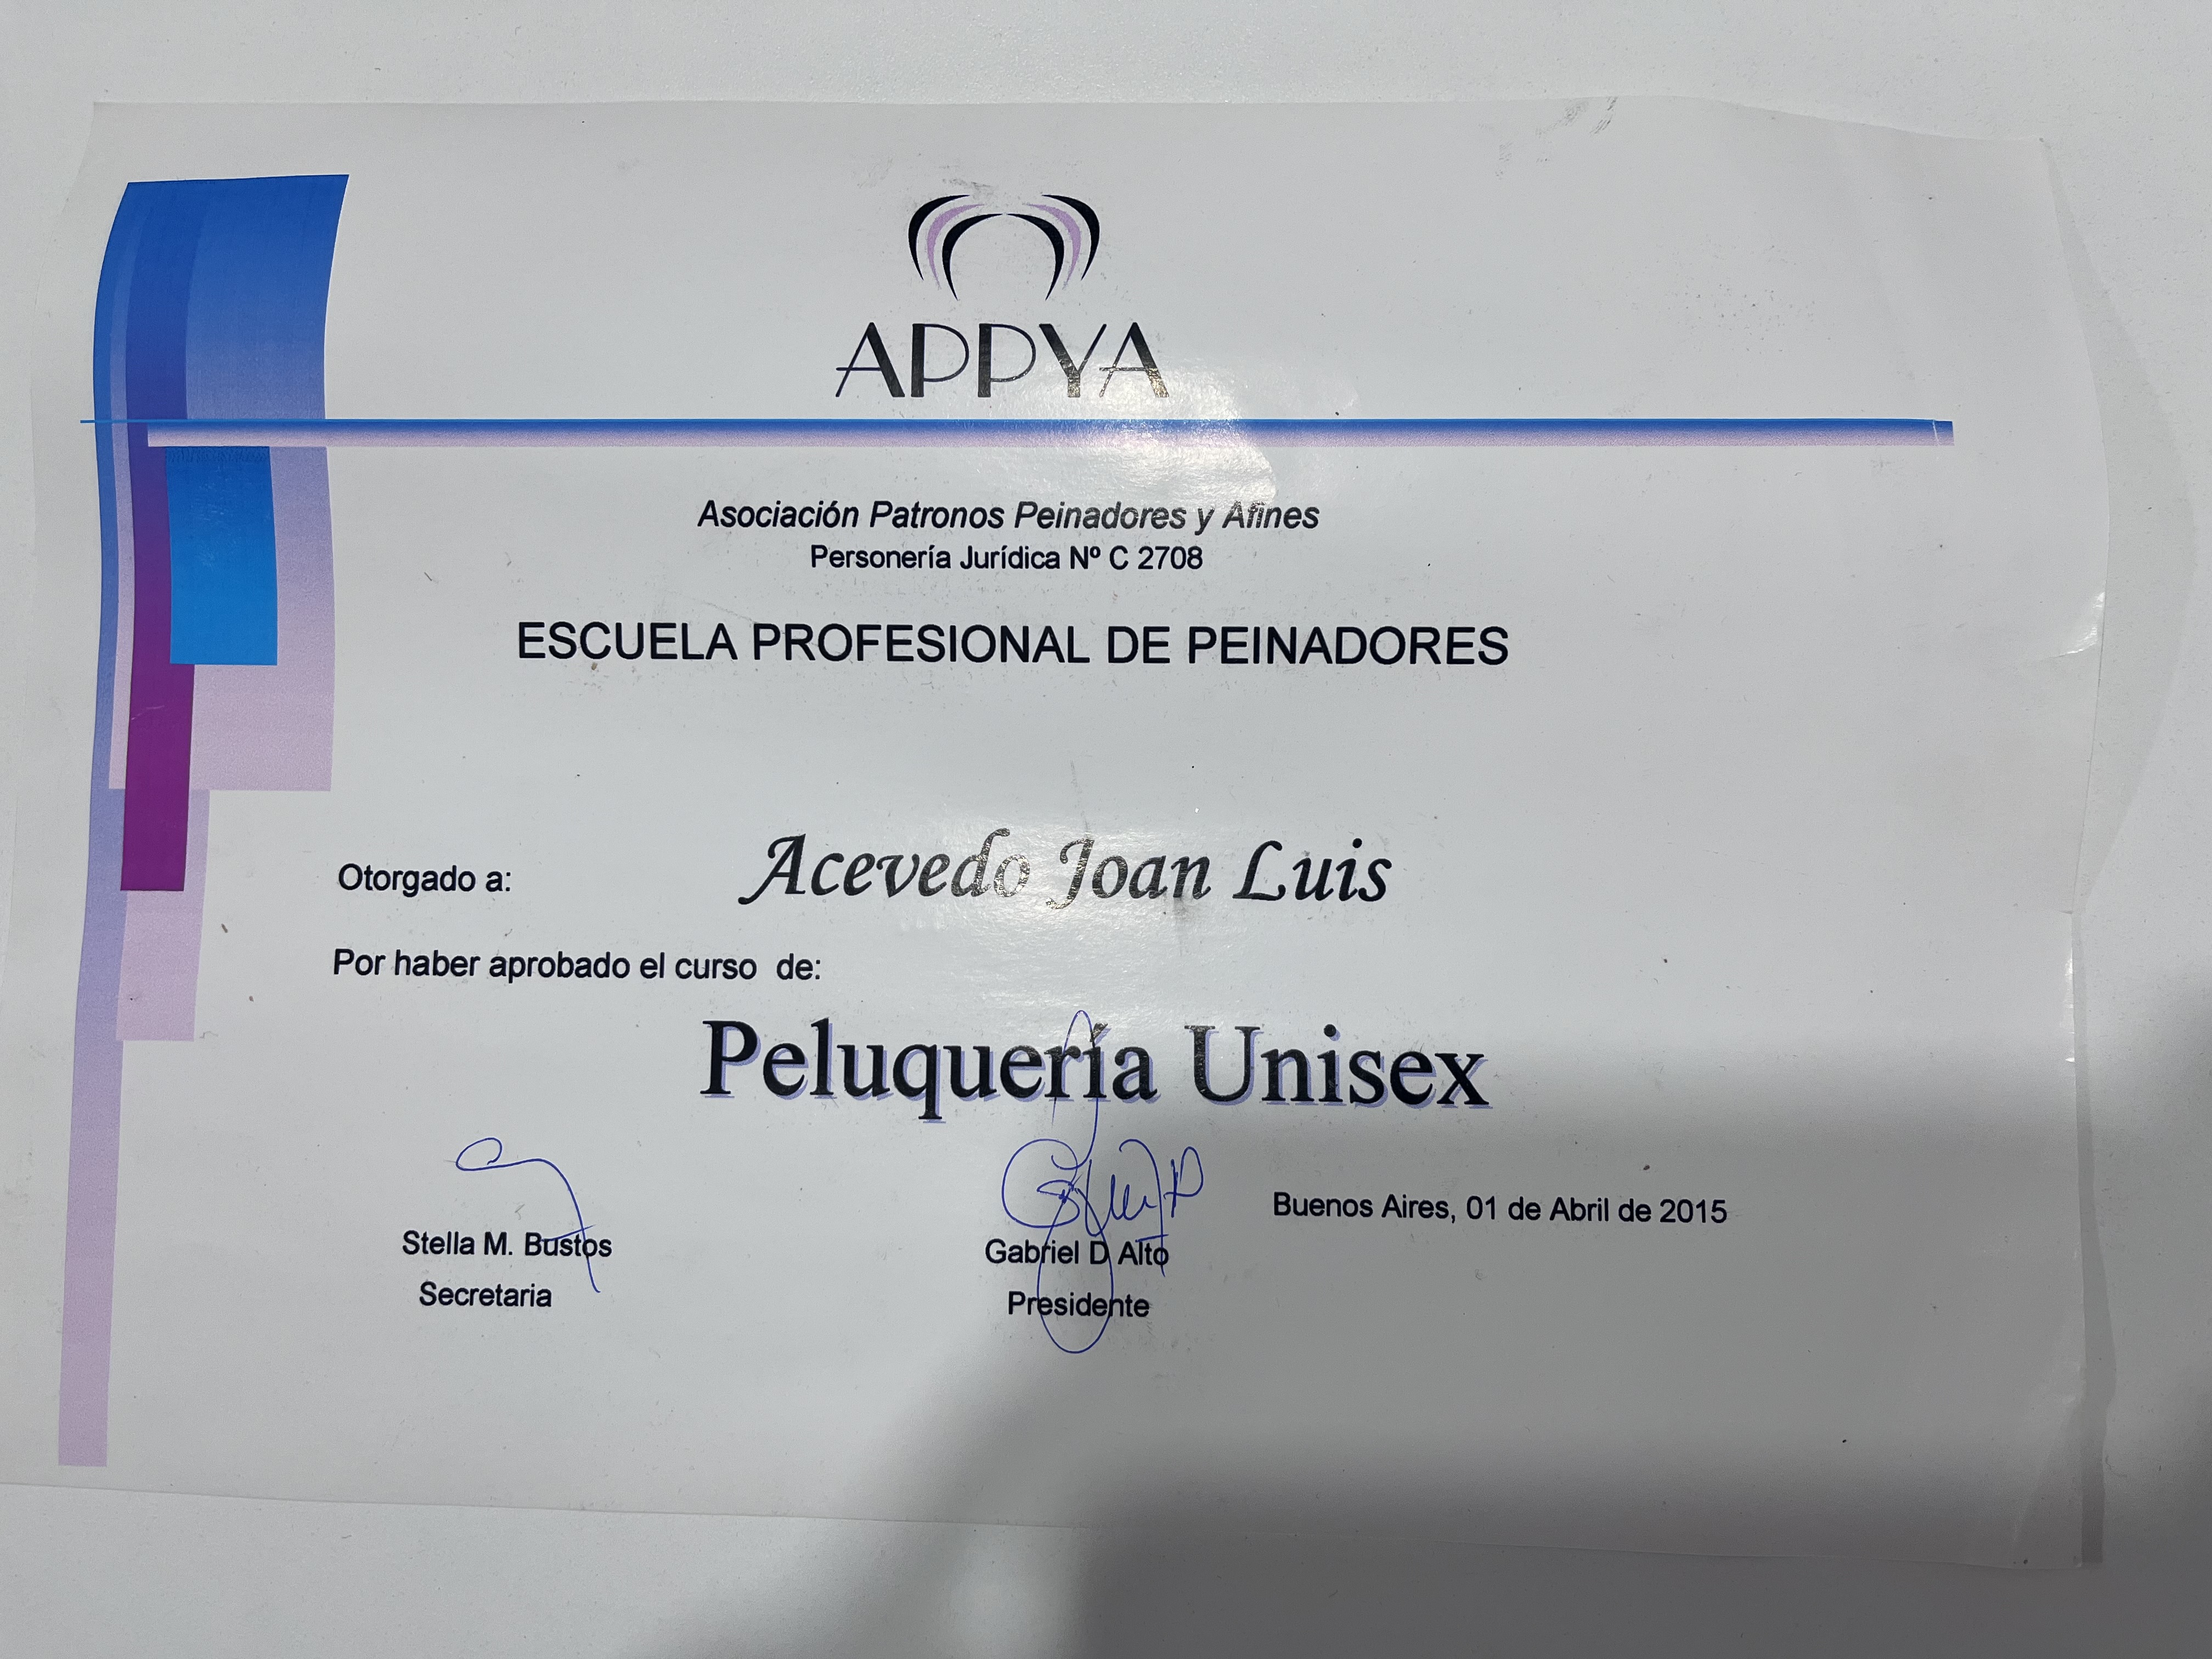 APPYA
Asociación Patronos Peinadores y Afines
Personería Jurídica Nº C 2708
ESCUELA PROFESIONAL DE PEINADORES
Otorgado a: Acevedo Joan Luis
Por haber aprobado el curso de:
Peluquería Unisex
Buenos Aires, 01 de Abril de 2015
Stella M. Bustos
Secretaria
Gabriel D Alto
Presidente